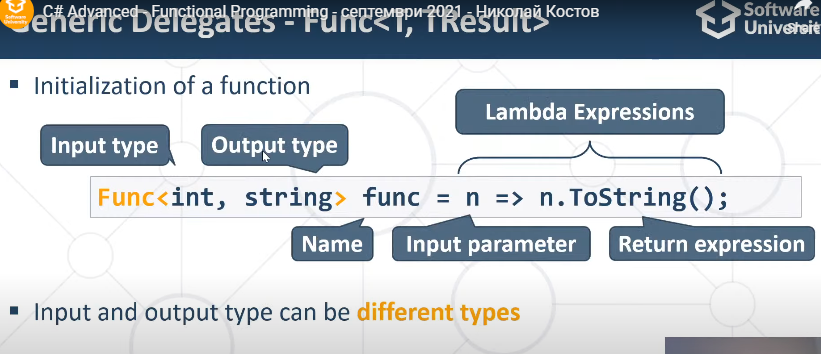 C# Advanced - Functional Programming - септември 2021 - Николай Костов
Generic Delegates - Func<T, TResult>
Software
University
▪ Initialization of a function
Lambda Expressions
Input type
Output type
Func<int, string> func = n => n.ToString();
Name
Input parameter
Return expression
▪ Input and output type can be different types